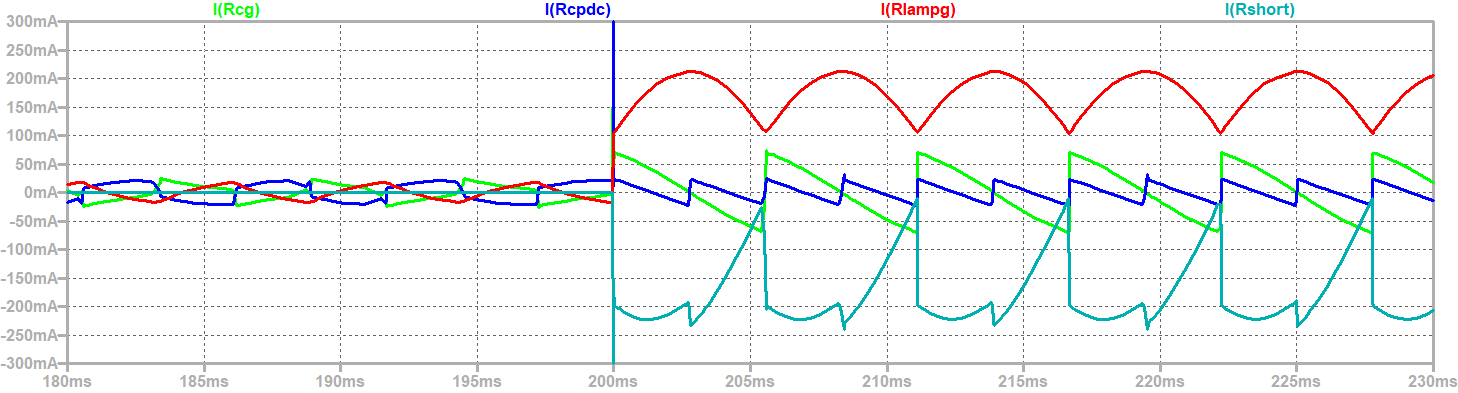 I(Rcg) I(Rcpdc) I(Rlampg) I(Rshort)
300mA
250mA
200mA
150mA
100mA
50mA
0mA
-50mA
-100mA
-150mA
-200mA
-250mA
-300mA
180ms 185ms 190ms 195ms 200ms 205ms 210ms 215ms 220ms 225ms 230ms